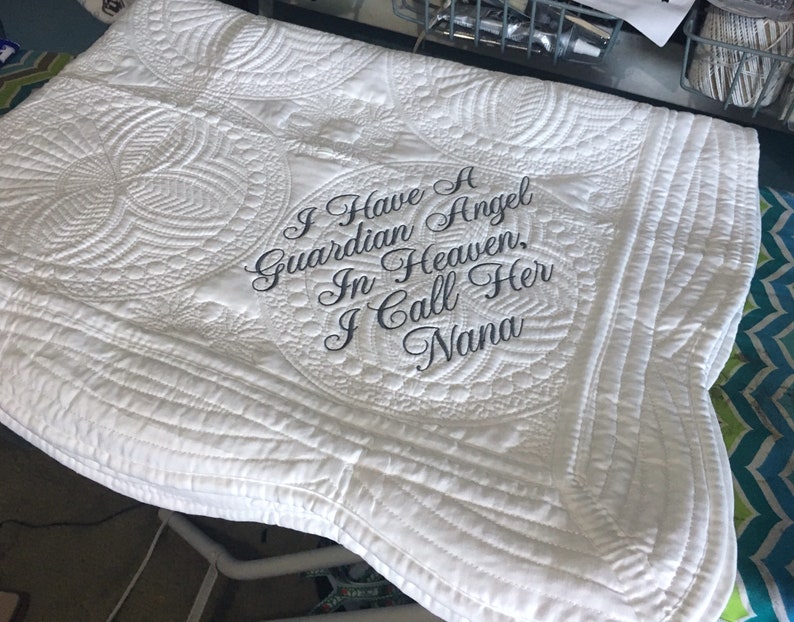 I Have A
Guardian Angel
In Heaven,
I Call Her
Nana